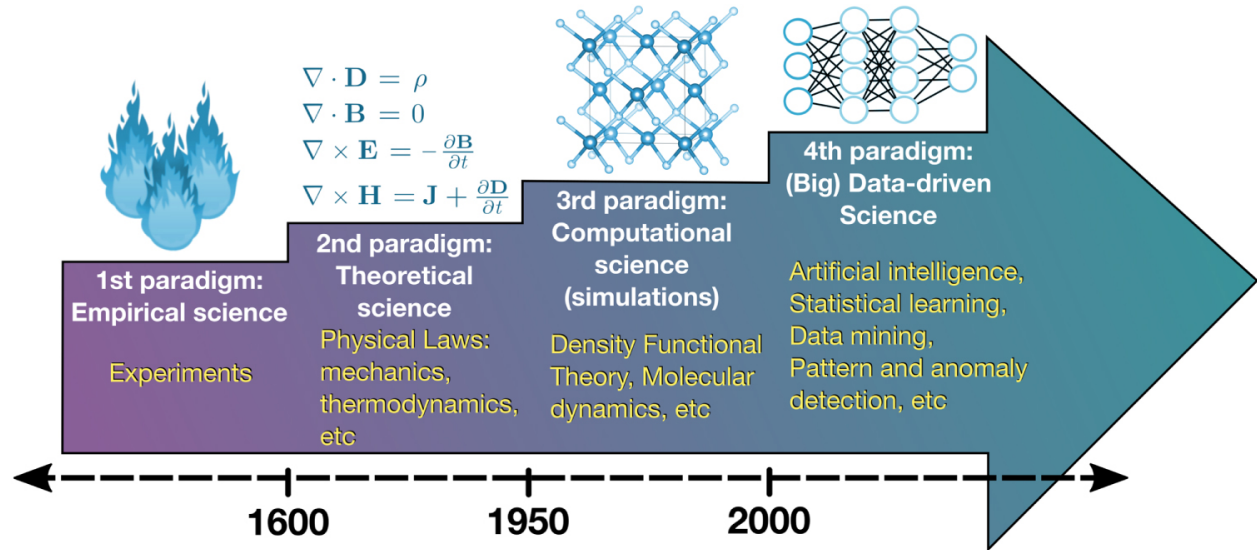 ∇ · D = ρ
∇ · B = 0
∇ × E = −∂B/∂t
∇ × H = J + ∂D/∂t
1st paradigm:
Empirical science
Experiments
2nd paradigm:
Theoretical
science
Physical Laws:
mechanics,
thermodynamics,
etc
3rd paradigm:
Computational
science
(simulations)
Density Functional
Theory, Molecular
dynamics, etc
4th paradigm:
(Big) Data-driven
Science
Artificial intelligence,
Statistical learning,
Data mining,
Pattern and anomaly
detection, etc
1600
1950
2000